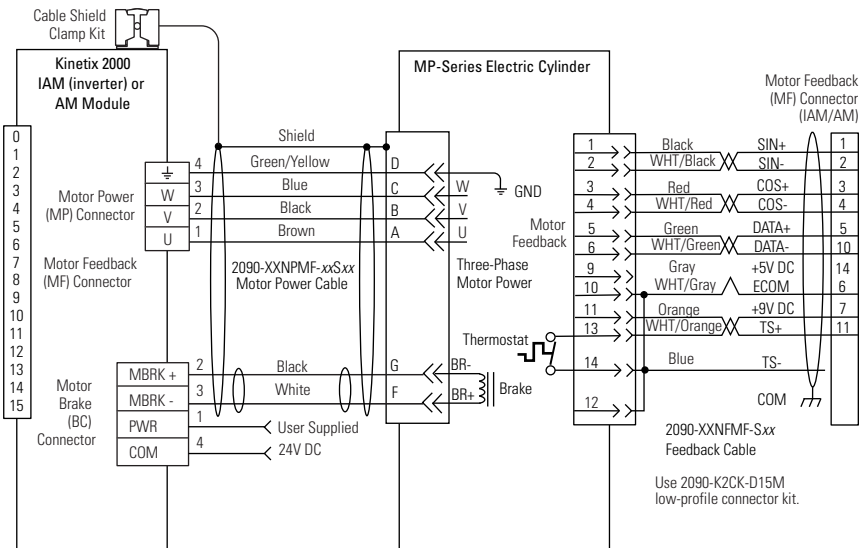 Cable Shield
Clamp Kit
Kinetix 2000
IAM (inverter) or
AM Module
MP-Series Electric Cylinder
Motor Feedback
(MF) Connector
(IAM/AM)
0
1
2
3
4
5
6
7
8
9
10
11
12
13
14
15
Motor Power
(MP) Connector
Motor Feedback
(MF) Connector
W
V
U
4
3
2
1
Shield
Green/Yellow
Blue
Black
Brown
D
C
B
A
W
V
U
GND
2090-XXNPMF-xxSxx
Motor Power Cable
Three-Phase
Motor Power
Motor
Brake
(BC)
Connector
MBRK +
MBRK -
PWR
COM
2
3
1
4
Black
White
User Supplied
24V DC
G
F
BR-
BR+
Brake
Thermostat
Motor
Feedback
1 Black SIN+ 1
2 WHT/Black SIN- 2
3 Red COS+ 3
4 WHT/Red COS- 4
5 Green DATA+ 5
6 WHT/Green DATA- 10
9 Gray +5V DC 14
10 WHT/Gray ECOM 6
11 Orange +9V DC 7
13 WHT/Orange TS+ 11
14 Blue TS-
12 COM
2090-XXNFMF-Sxx
Feedback Cable
Use 2090-K2CK-D15M
low-profile connector kit.